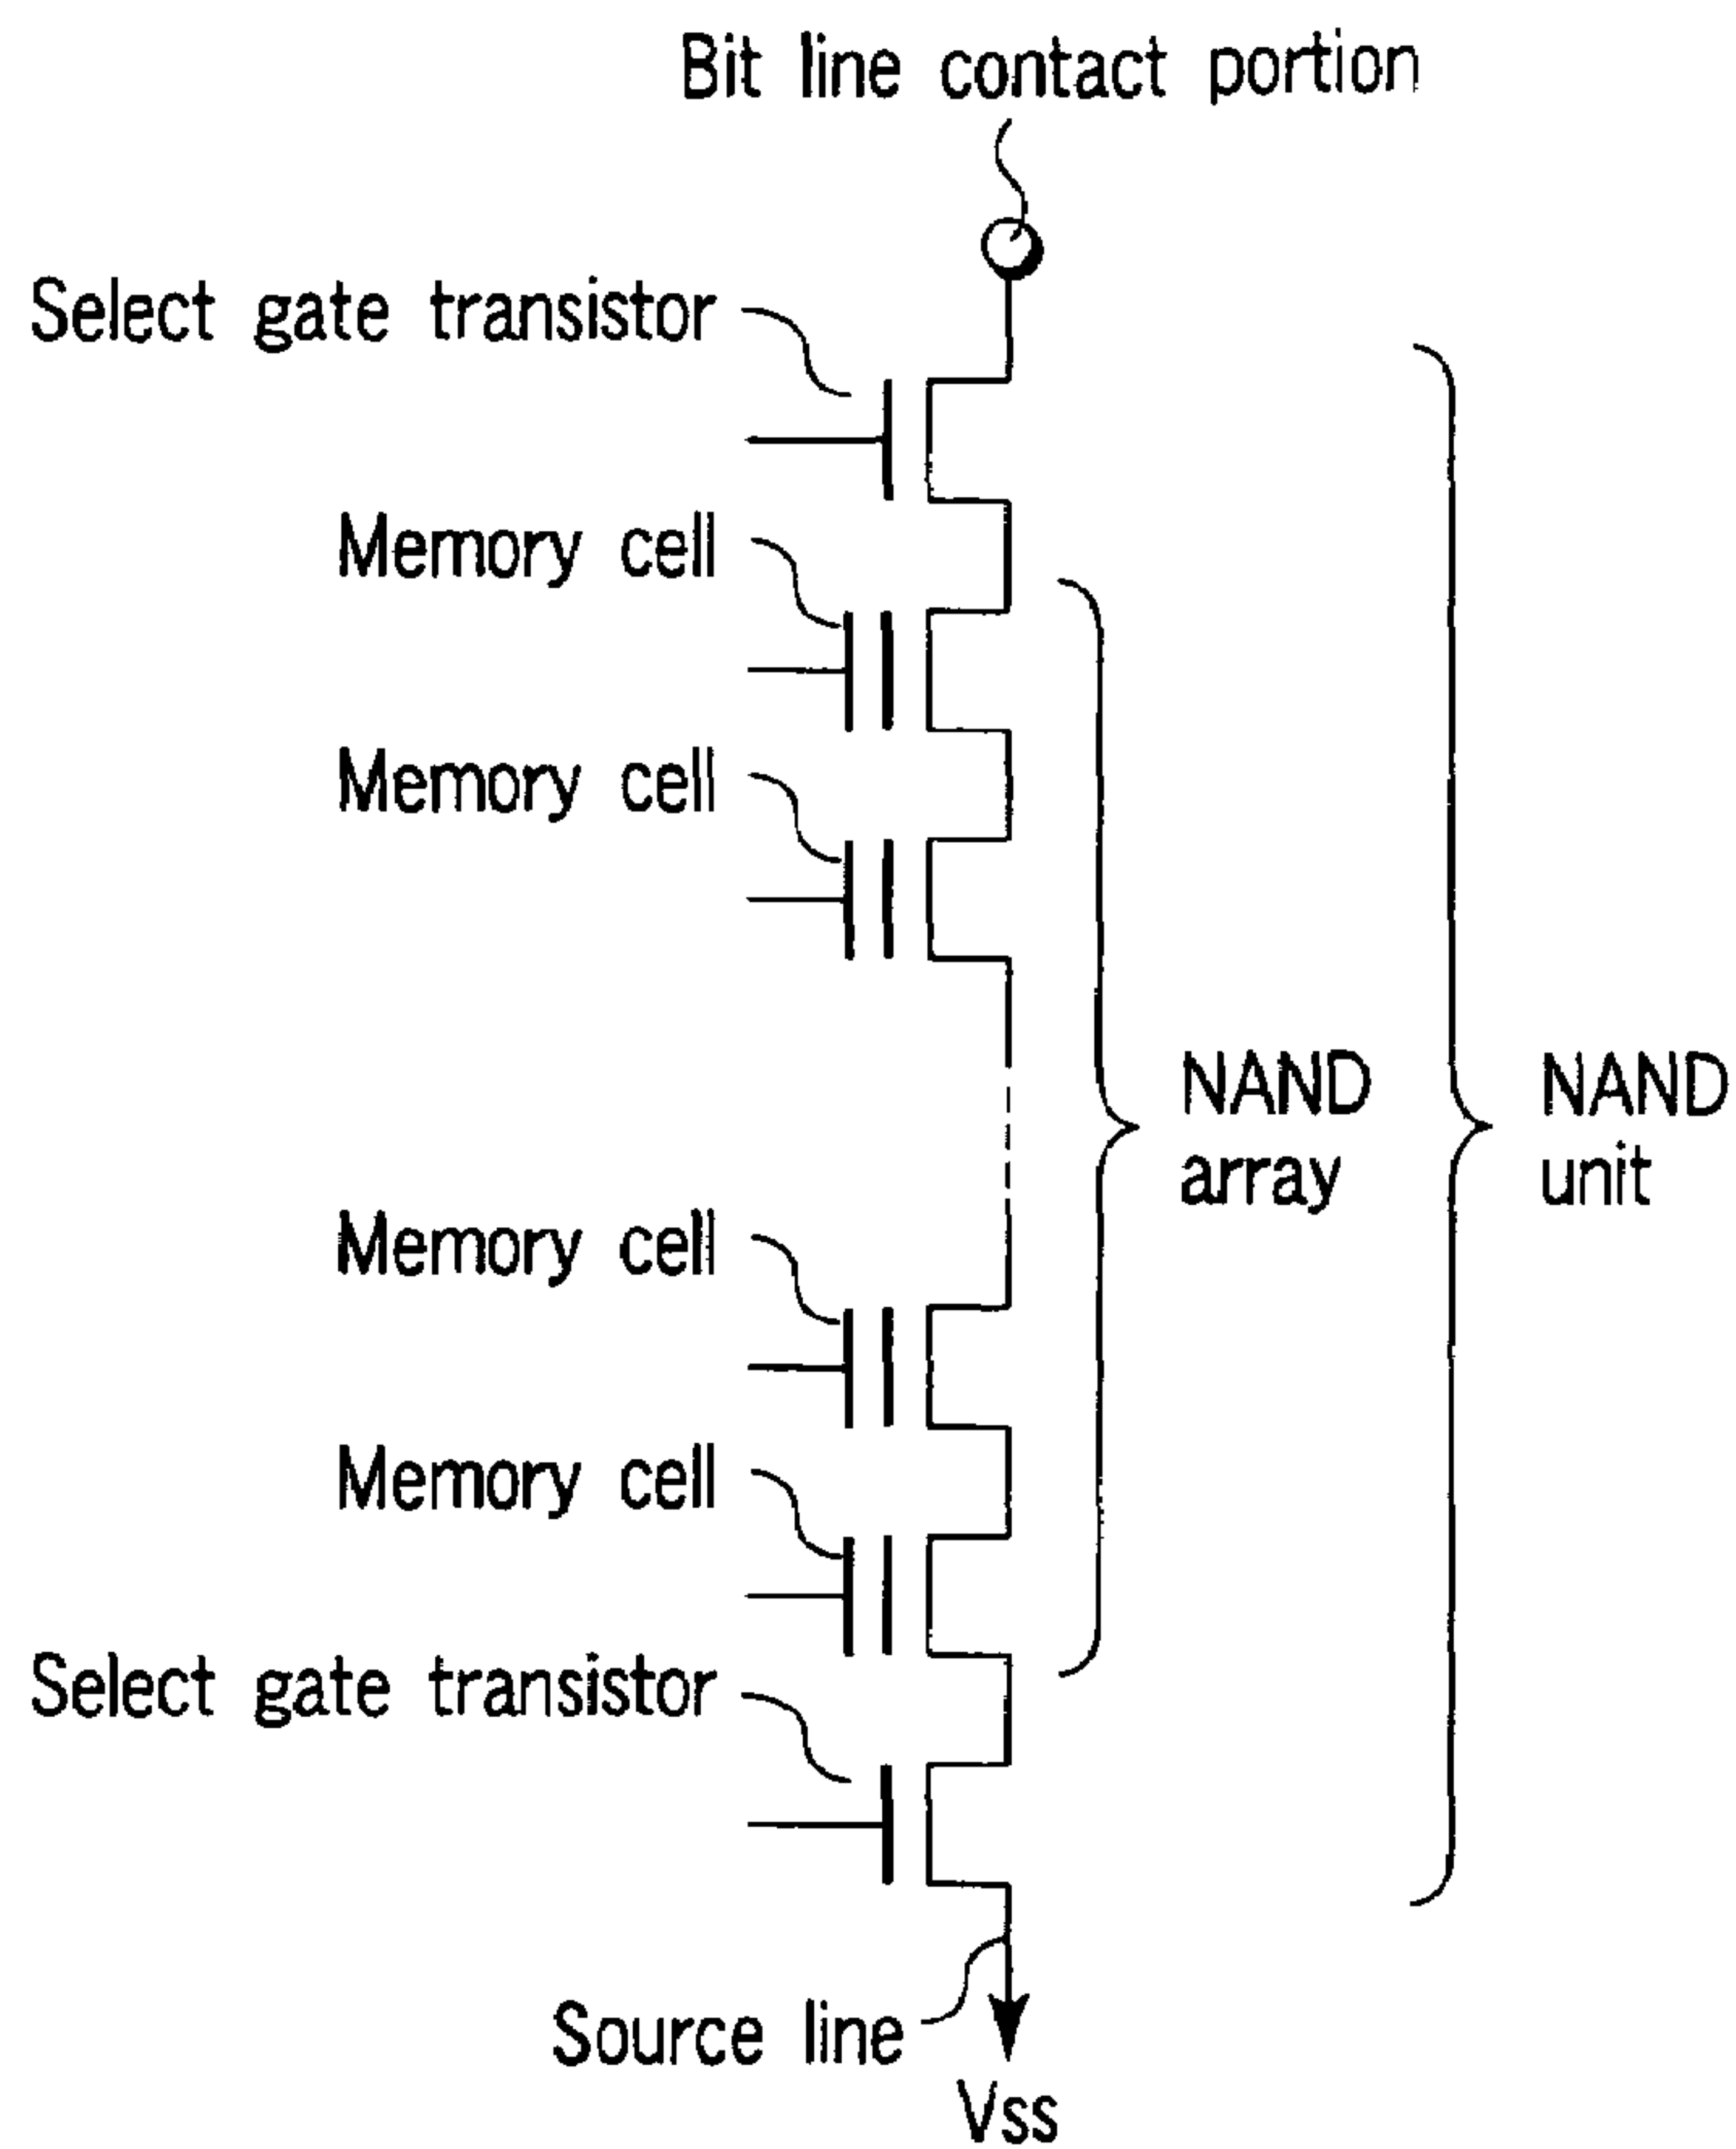 Bit line contact portion
Select gate transistor
Memory cell
Memory cell
NAND
array
NAND
unit
Memory cell
Memory cell
Select gate transistor
Source line
Vss